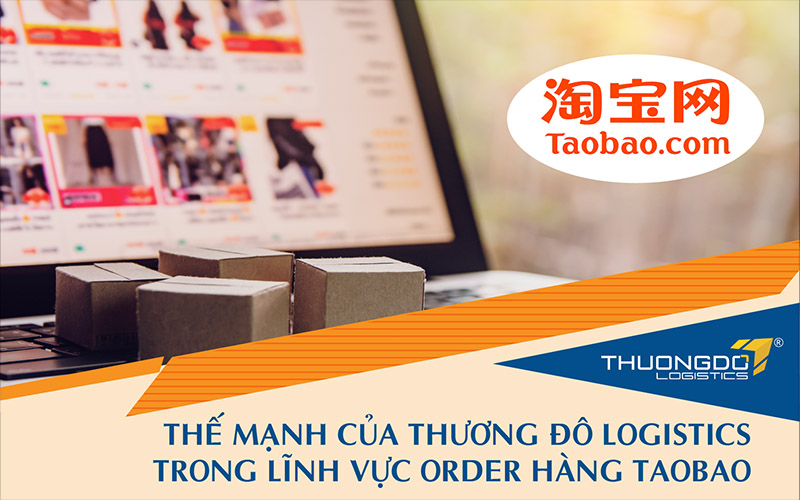 淘宝网
Taobao.com
THUONGDO
LOGISTICS
®
THẾ MẠNH CỦA THƯƠNG ĐÔ LOGISTICS
TRONG LĨNH VỰC ORDER HÀNG TAOBAO